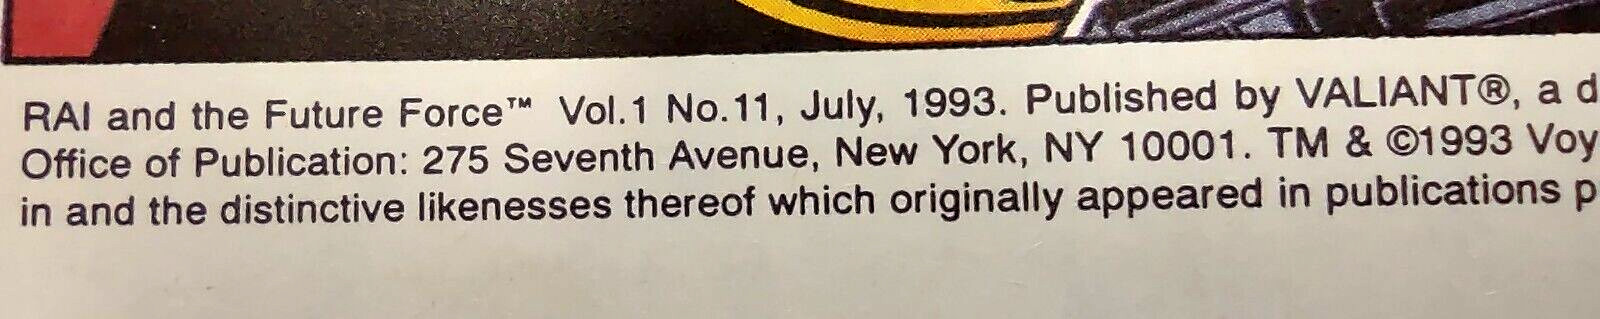 RAI and the Future Force™ Vol.1 No.11, July, 1993. Published by VALIANT®, a d
Office of Publication: 275 Seventh Avenue, New York, NY 10001. TM & ©1993 Voy
in and the distinctive likenesses thereof which originally appeared in publications p